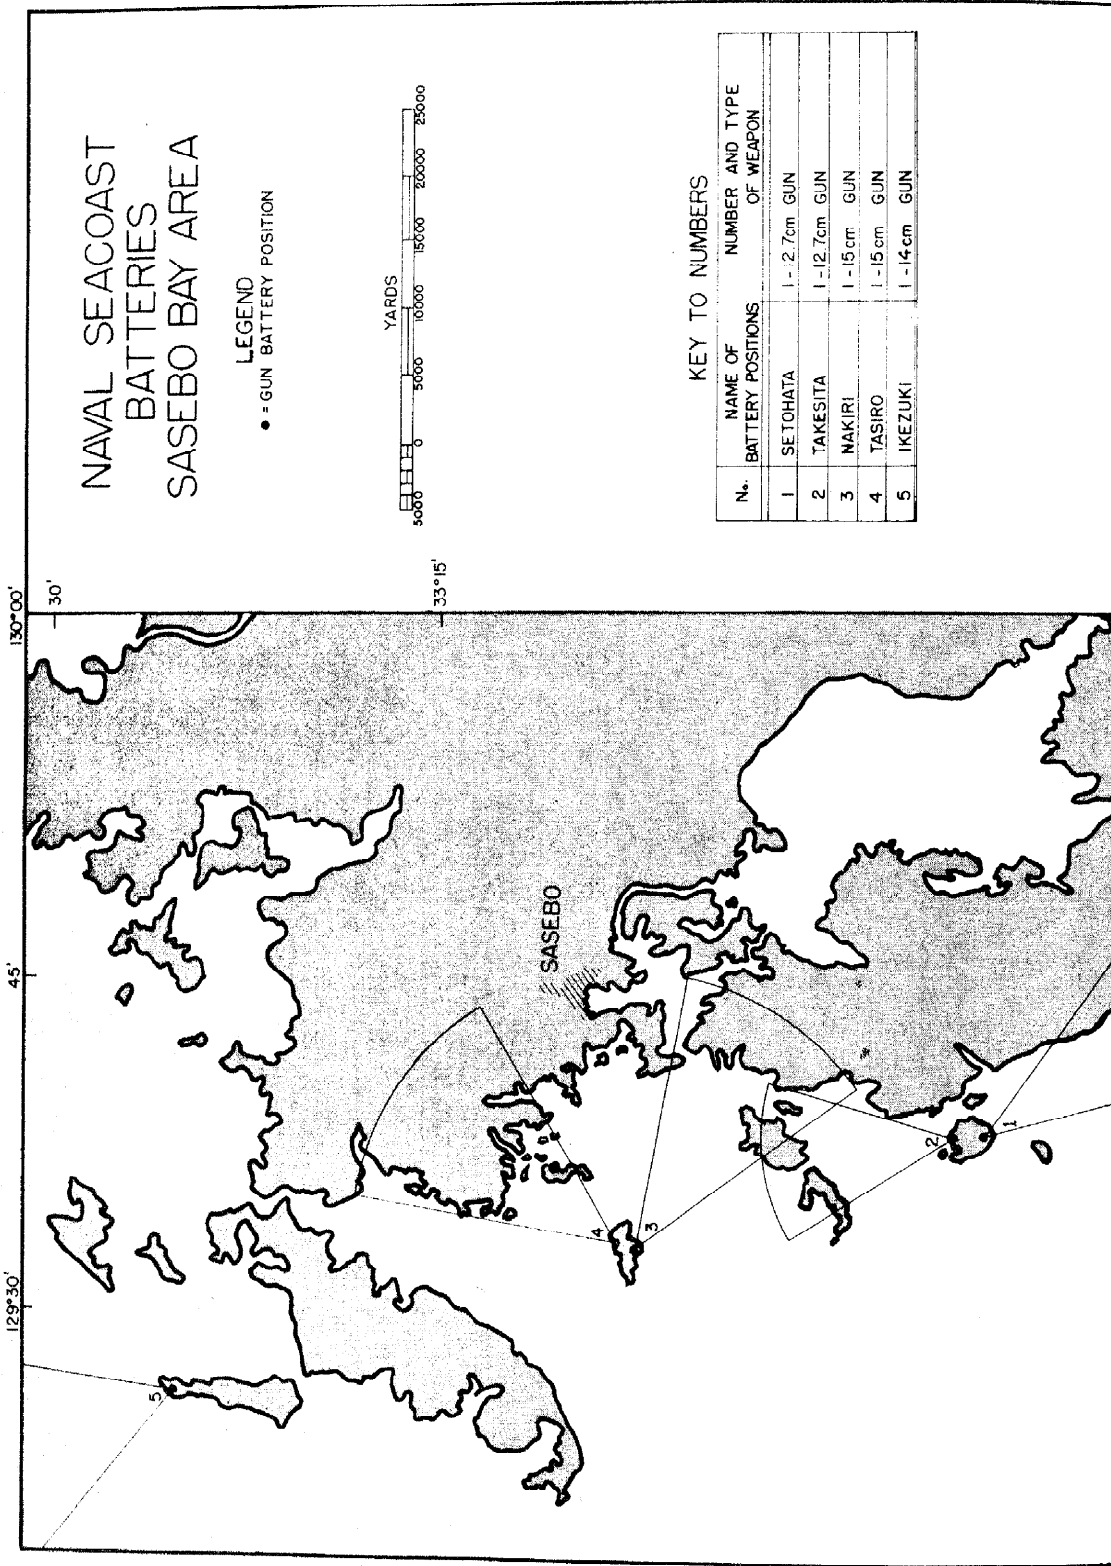 NAVAL SEACOAST
BATTERIES
SASEBO BAY AREA
LEGEND
● = GUN BATTERY POSITION
YARDS
5000 0 5000 10000 15000 20000 25000
KEY TO NUMBERS
No. NAME OF BATTERY POSITIONS NUMBER AND TYPE OF WEAPON
1 SETOHATA 1-12.7cm GUN
2 TAKESITA 1-12.7cm GUN
3 NAKIRI 1-15cm GUN
4 TASIRO 1-15cm GUN
5 IKEZUKI 1-14cm GUN
129°30'
45'
130°00'
30'
33°15'
SASEBO
5
4
3
2
1